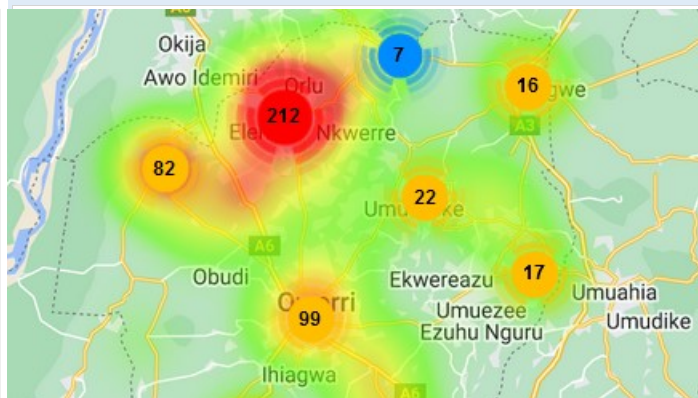 Okija
7
Awo Idemiri
Orlu
16
212
Nkwerre
A3
82
22
A6
Obudi
Ekwereazu
17
Umuahia
99
Umuezee
Ezuhu Nguru
Umudike
Ihiagwa
A6